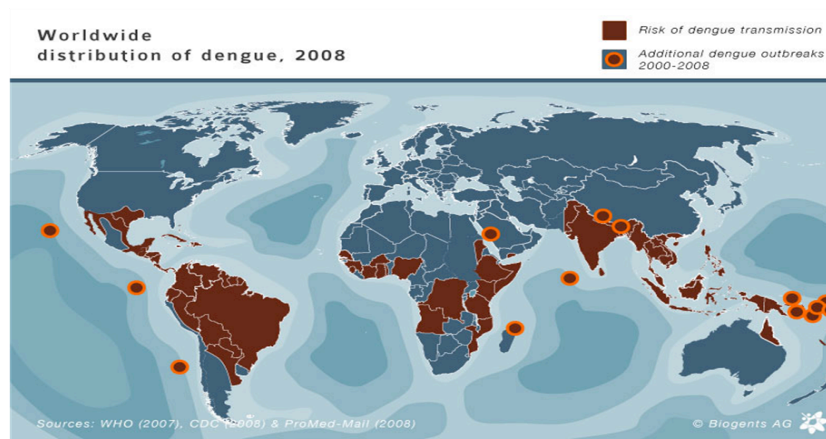 Worldwide
distribution of dengue, 2008
Risk of dengue transmission
Additional dengue outbreaks
2000-2008
Sources: WHO (2007), CDC (2008) & ProMed-Mail (2008)
© Biogents AG